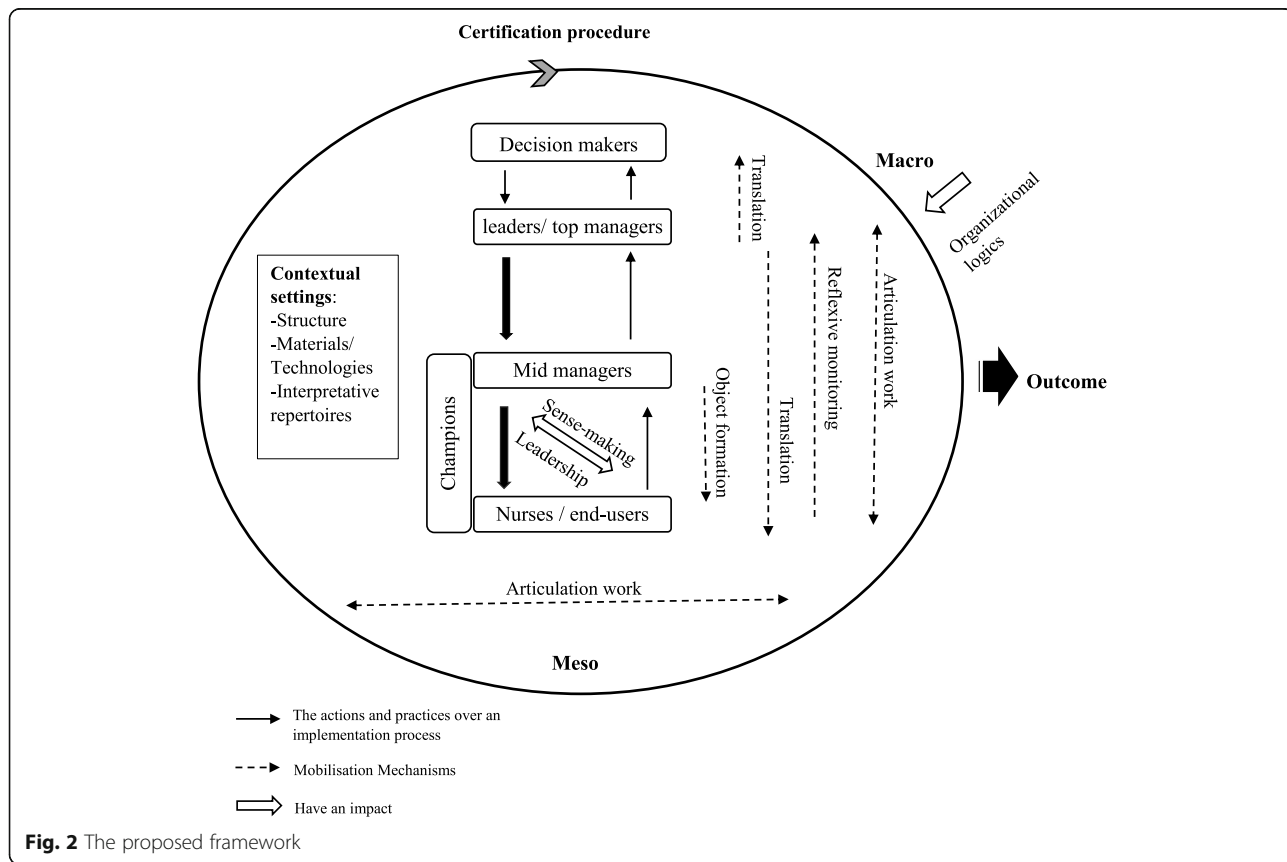 Certification procedure
Decision makers
Macro
Translation
Organizational
logics
leaders/ top managers
Contextual
settings:
-Structure
-Materials/
Technologies
-Interpretative
repertoires
Reflexive monitoring
Articulation work
Mid managers
Outcome
Champions
Sense-making
Leadership
Object formation
Translation
Nurses / end-users
Articulation work
Meso
The actions and practices over an
implementation process
Mobilisation Mechanisms
Have an impact
Fig. 2 The proposed framework